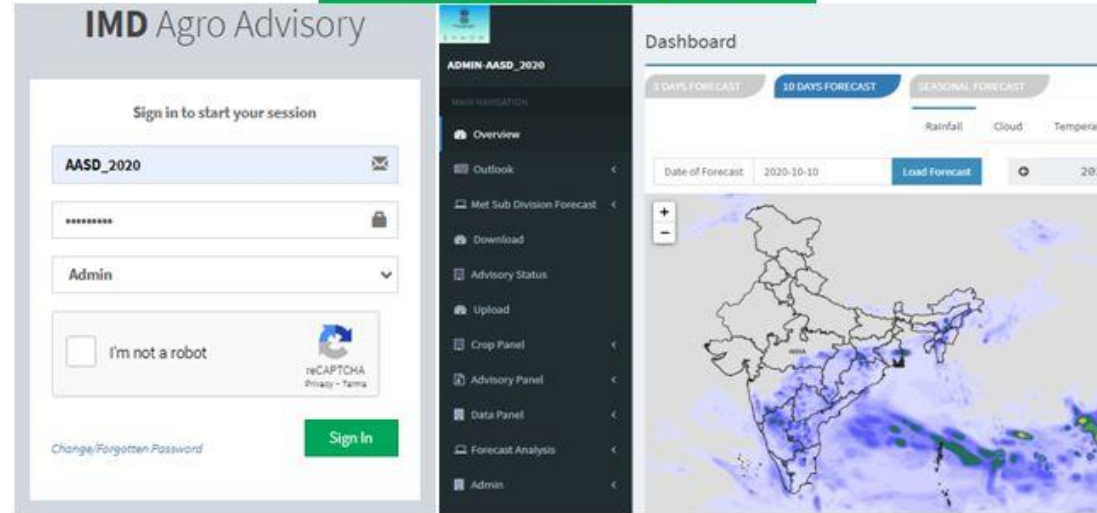 IMD Agro Advisory
Sign in to start your session
AASD_2020
•••••••••
Admin
I'm not a robot
reCAPTCHA
Privacy - Terms
Change/Forgotten Password
Sign In
ADMIN-AASD_2020
MAIN NAVIGATION
Overview
Outlook
Met Sub Division Forecast
Download
Advisory Status
Upload
Crop Panel
Advisory Panel
Data Panel
Forecast Analysis
Admin
Dashboard
10 DAYS FORECAST
SEASONAL FORECAST
Rainfall Cloud
Date of Forecast 2020-10-10 Load Forecast
+
−
INDIA